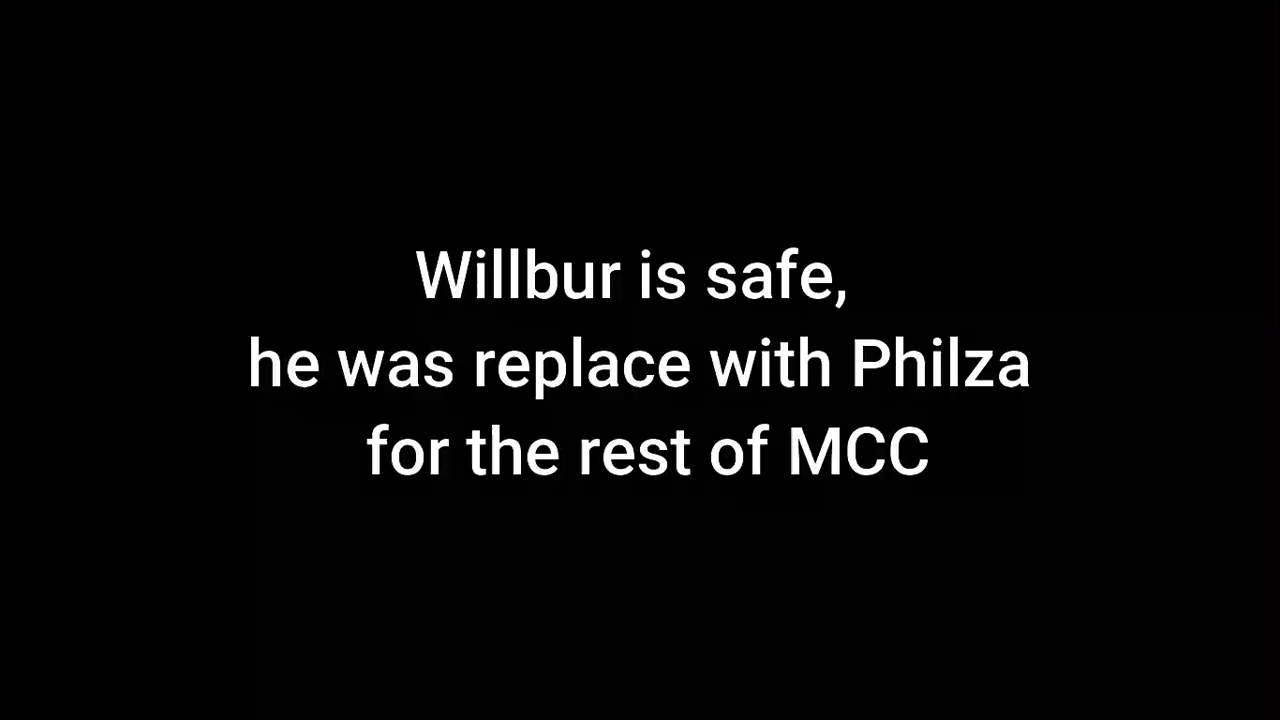 Willbur is safe,
he was replace with Philza
for the rest of MCC